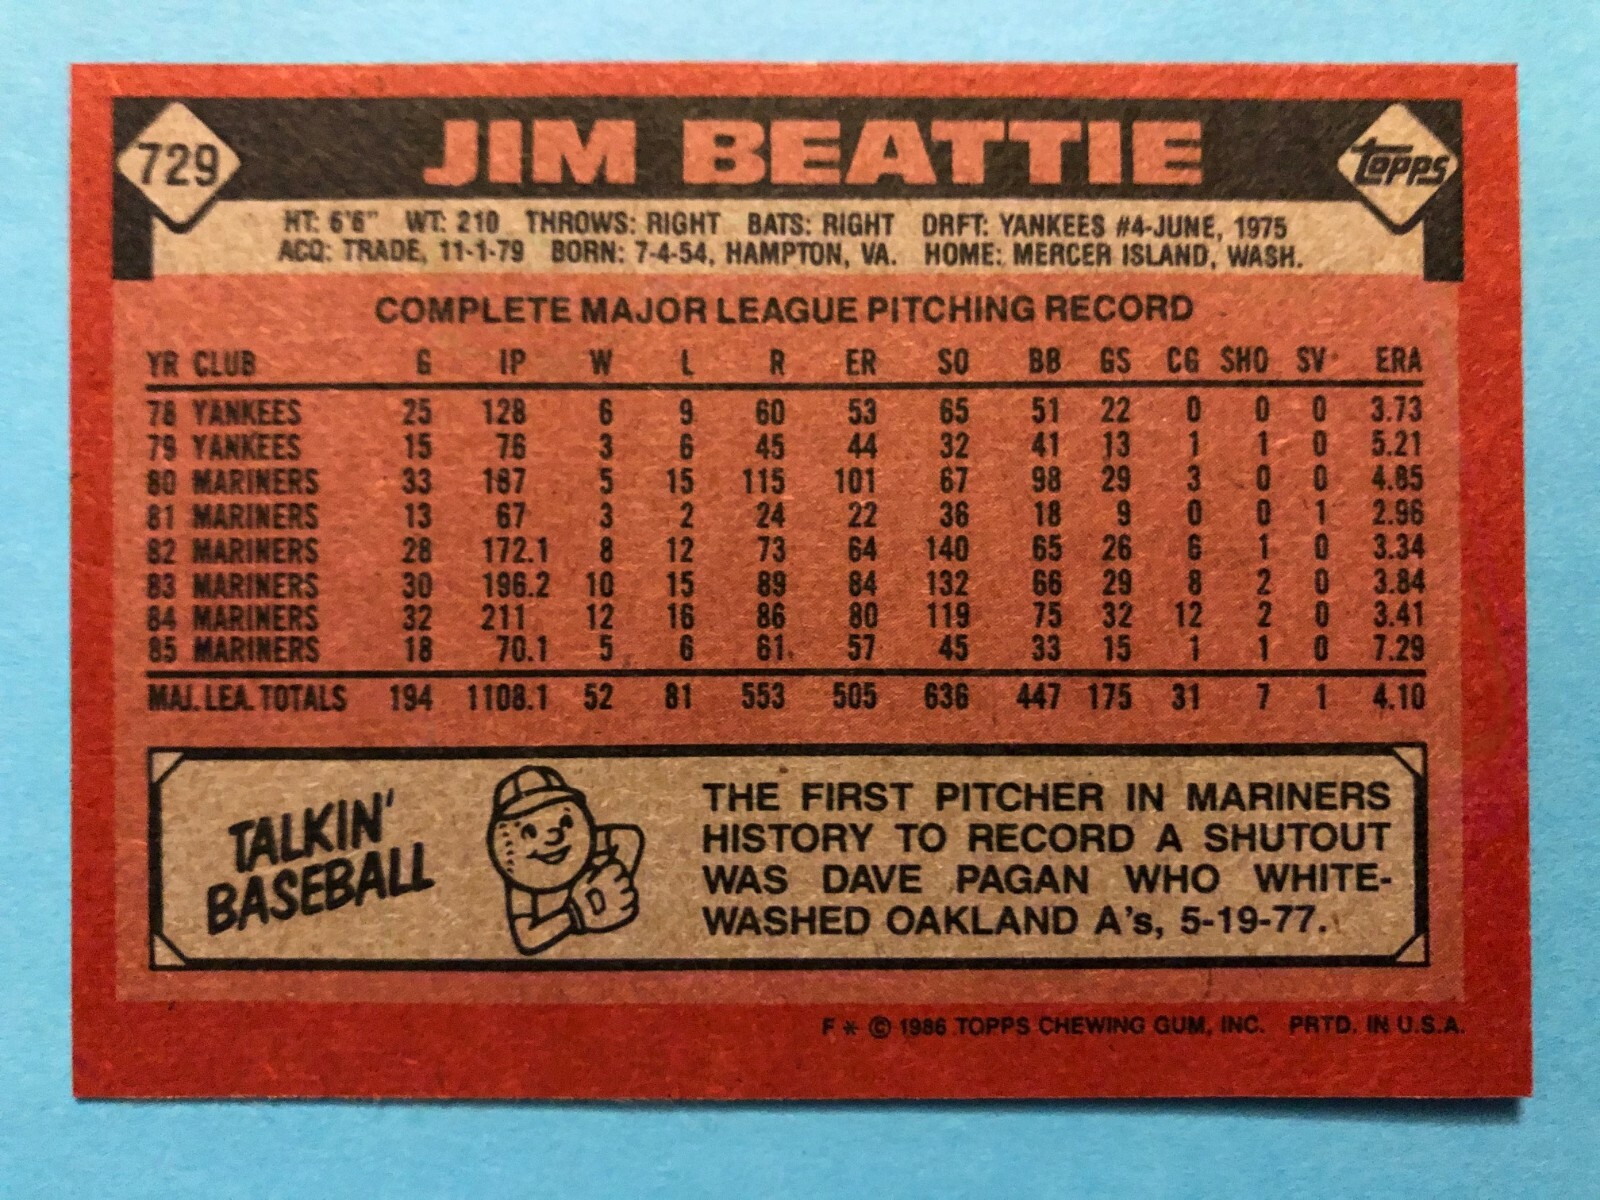 729
JIM BEATTIE
topps
HT: 6'6" WT: 210 THROWS: RIGHT BATS: RIGHT DRFT: YANKEES #4-JUNE, 1975
ACQ: TRADE, 11-1-79 BORN: 7-4-54, HAMPTON, VA. HOME: MERCER ISLAND, WASH.
COMPLETE MAJOR LEAGUE PITCHING RECORD
YR CLUB G IP W L R ER SO BB GS CG SHO SV ERA
78 YANKEES 25 128 6 9 60 53 65 51 22 0 0 0 3.73
79 YANKEES 15 76 3 6 45 44 32 41 13 1 1 0 5.21
80 MARINERS 33 187 5 15 115 101 67 98 29 3 0 0 4.85
81 MARINERS 13 67 3 2 24 22 36 18 9 0 0 1 2.96
82 MARINERS 28 172.1 8 12 73 64 140 65 26 6 1 0 3.34
83 MARINERS 30 196.2 10 15 89 84 132 66 29 8 2 0 3.84
84 MARINERS 32 211 12 16 86 80 119 75 32 12 2 0 3.41
85 MARINERS 18 70.1 5 6 61 57 45 33 15 1 1 0 7.29
MAJ. LEA. TOTALS 194 1108.1 52 81 553 505 636 447 175 31 7 1 4.10
TALKIN'
BASEBALL
THE FIRST PITCHER IN MARINERS
HISTORY TO RECORD A SHUTOUT
WAS DAVE PAGAN WHO WHITE-
WASHED OAKLAND A's, 5-19-77.
F * © 1986 TOPPS CHEWING GUM, INC. PRTD. IN U.S.A.